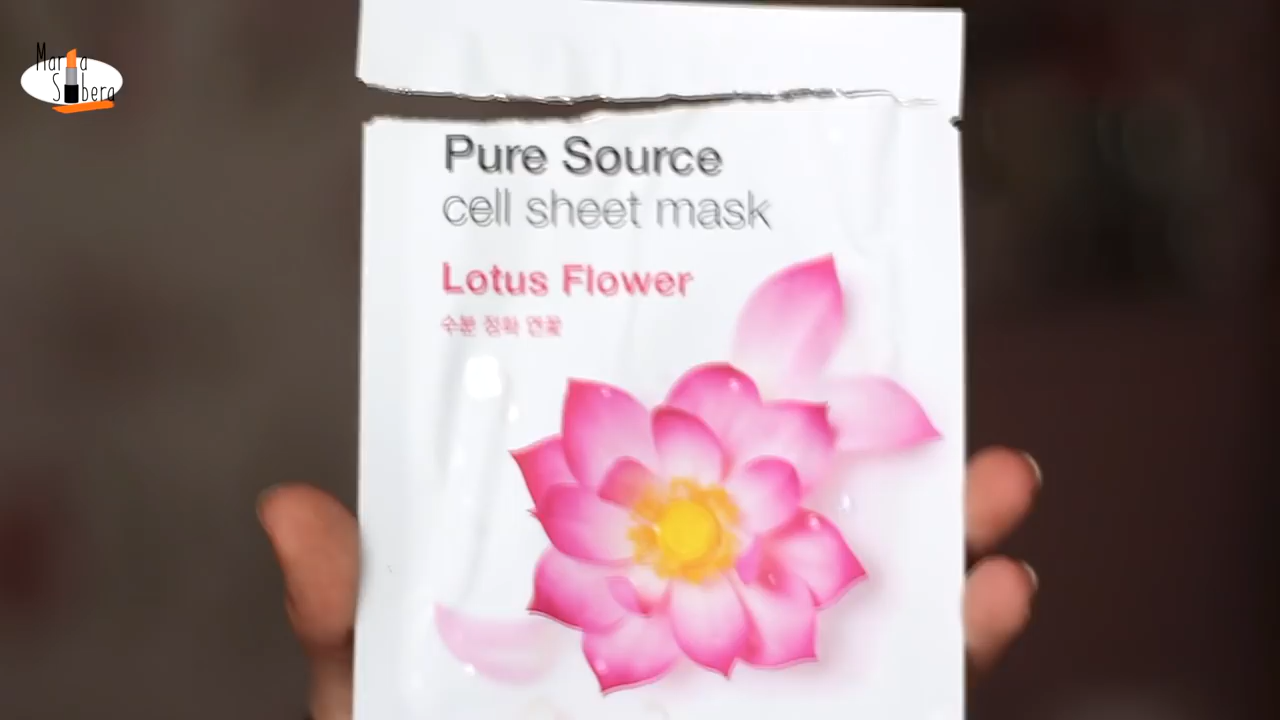 Pure Source
cell sheet mask
Lotus Flower
수분 정화 연꽃